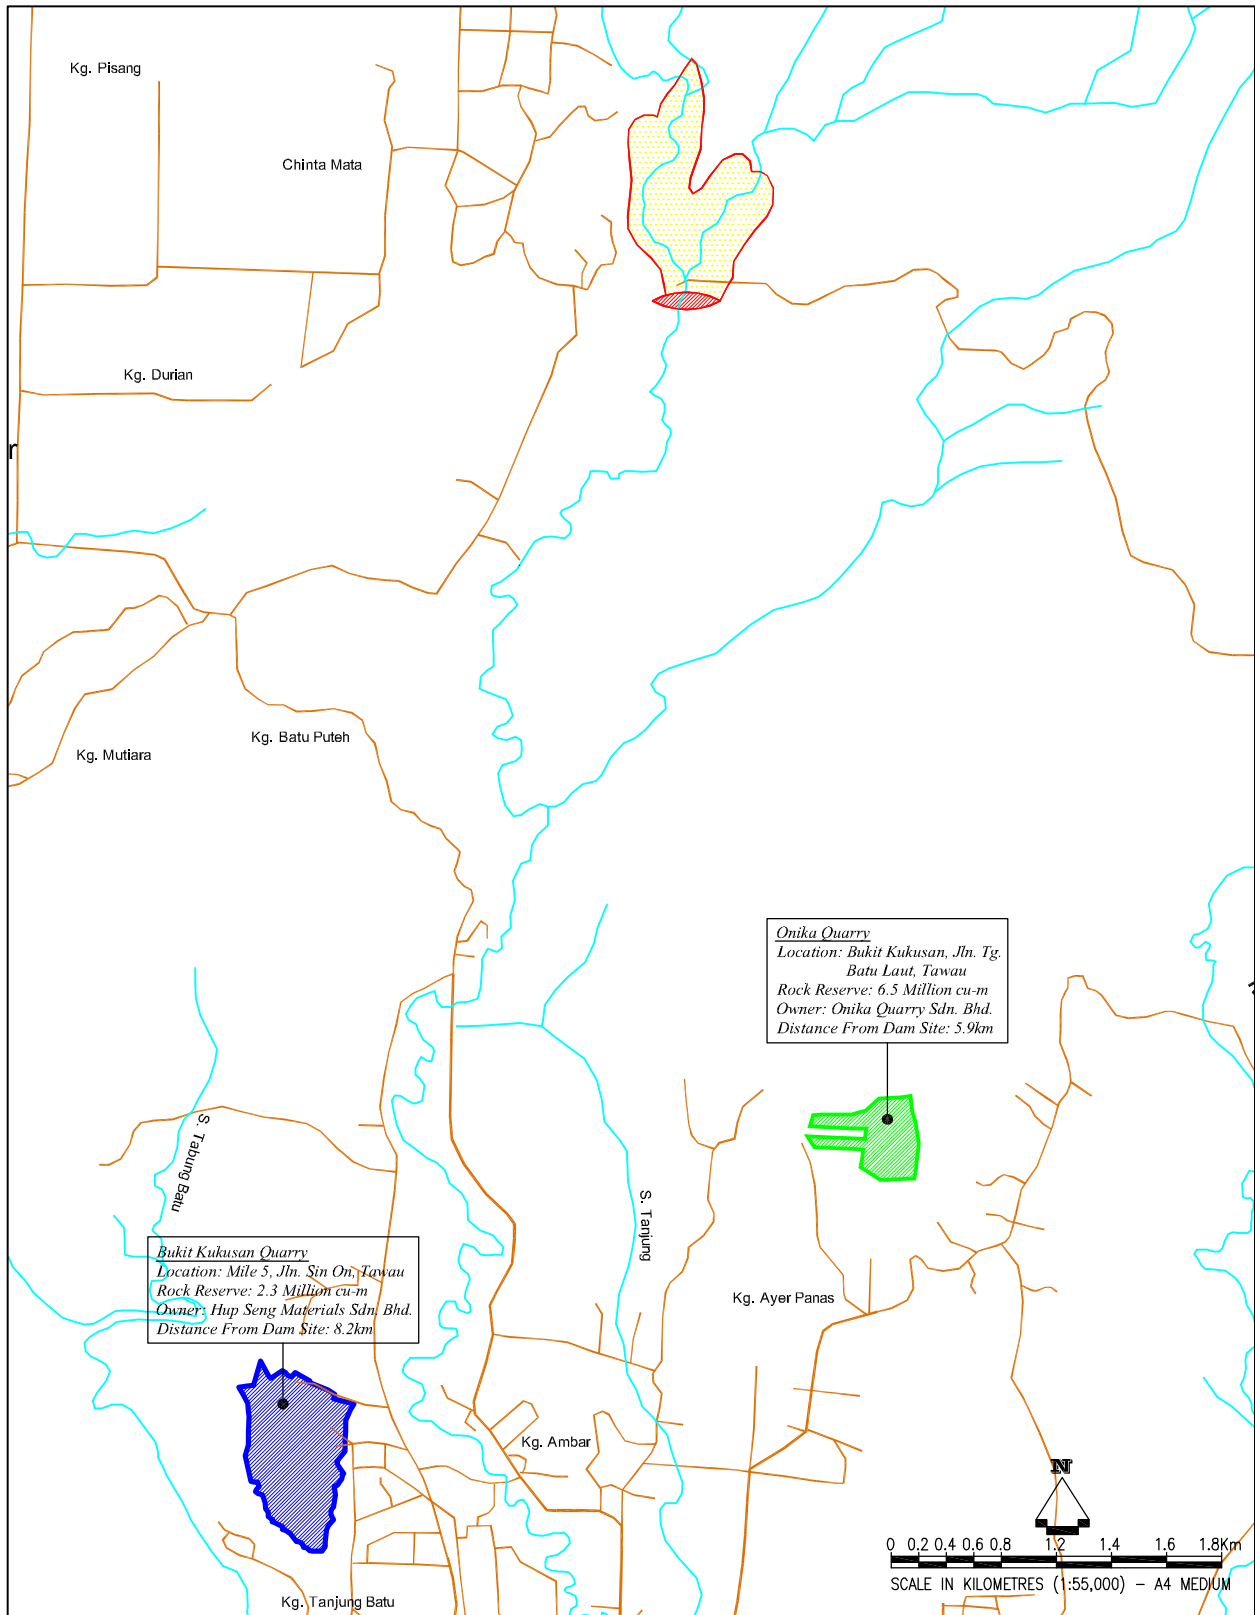 Kg. Pisang
Chinta Mata
Kg. Durian
r
Kg. Mutiara
Kg. Batu Puteh
Onika Quarry
Location: Bukit Kukusan, Jln. Tg.
Batu Laut, Tawau
Rock Reserve: 6.5 Million cu-m
Owner: Onika Quarry Sdn. Bhd.
Distance From Dam Site: 5.9km
S. Tabung Batu
S. Tanjung
Bukit Kukusan Quarry
Location: Mile 5, Jln. Sin On, Tawau
Rock Reserve: 2.3 Million cu-m
Owner: Hup Seng Materials Sdn. Bhd.
Distance From Dam Site: 8.2km
Kg. Ayer Panas
Kg. Ambar
N
0 0.2 0.4 0.6 0.8 1.2 1.4 1.6 1.8Km
SCALE IN KILOMETRES (1:55,000) - A4 MEDIUM
Kg. Tanjung Batu